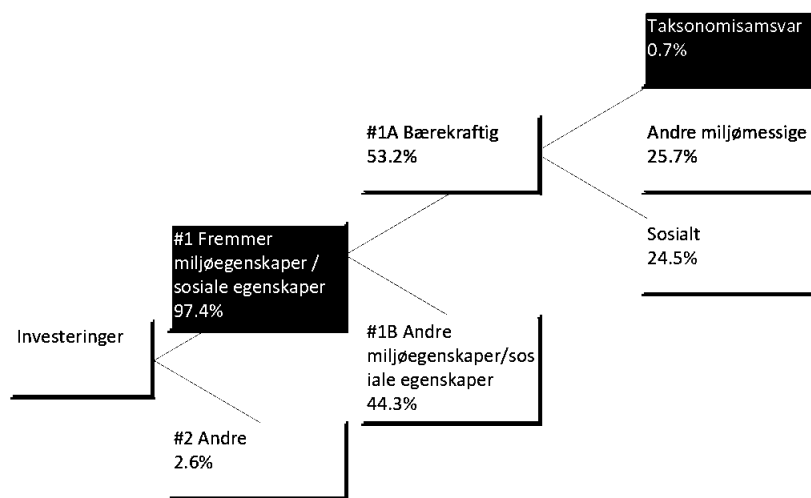 Taksonomisamsvar
0.7%
#1A Bærekraftig
53.2%
Andre miljømessige
25.7%
#1 Fremmer
miljøegenskaper /
sosiale egenskaper
97.4%
Sosialt
24.5%
Investeringer
#1B Andre
miljøegenskaper/sos
iale egenskaper
44.3%
#2 Andre
2.6%